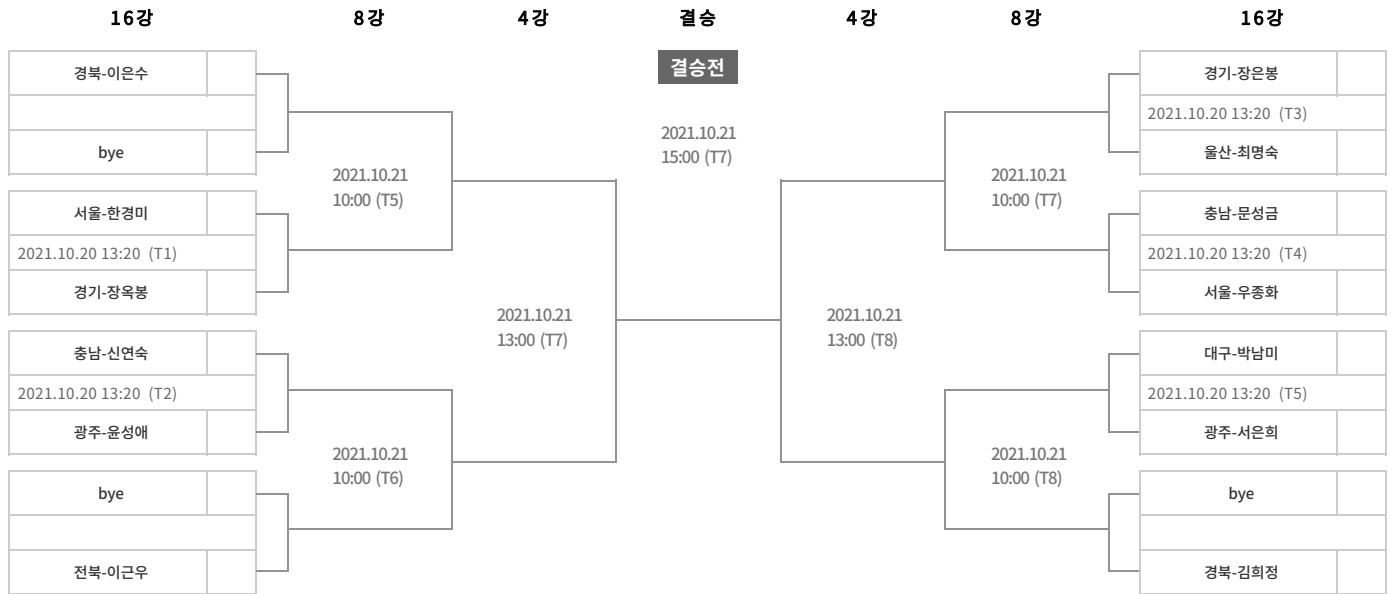 16강 8강 4강 결승 4강 8강 16강
결승전
2021.10.21
15:00 (T7)
경북-이은수
bye
서울-한경미
2021.10.20 13:20 (T1)
경기-장옥봉
충남-신연숙
2021.10.20 13:20 (T2)
광주-윤성애
bye
전북-이근우
2021.10.21
10:00 (T5)
2021.10.21
10:00 (T6)
2021.10.21
13:00 (T7)
2021.10.21
13:00 (T8)
2021.10.21
10:00 (T7)
2021.10.21
10:00 (T8)
경기-장은봉
2021.10.20 13:20 (T3)
울산-최명숙
충남-문성금
2021.10.20 13:20 (T4)
서울-우종화
대구-박남미
2021.10.20 13:20 (T5)
광주-서은희
bye
경북-김희정